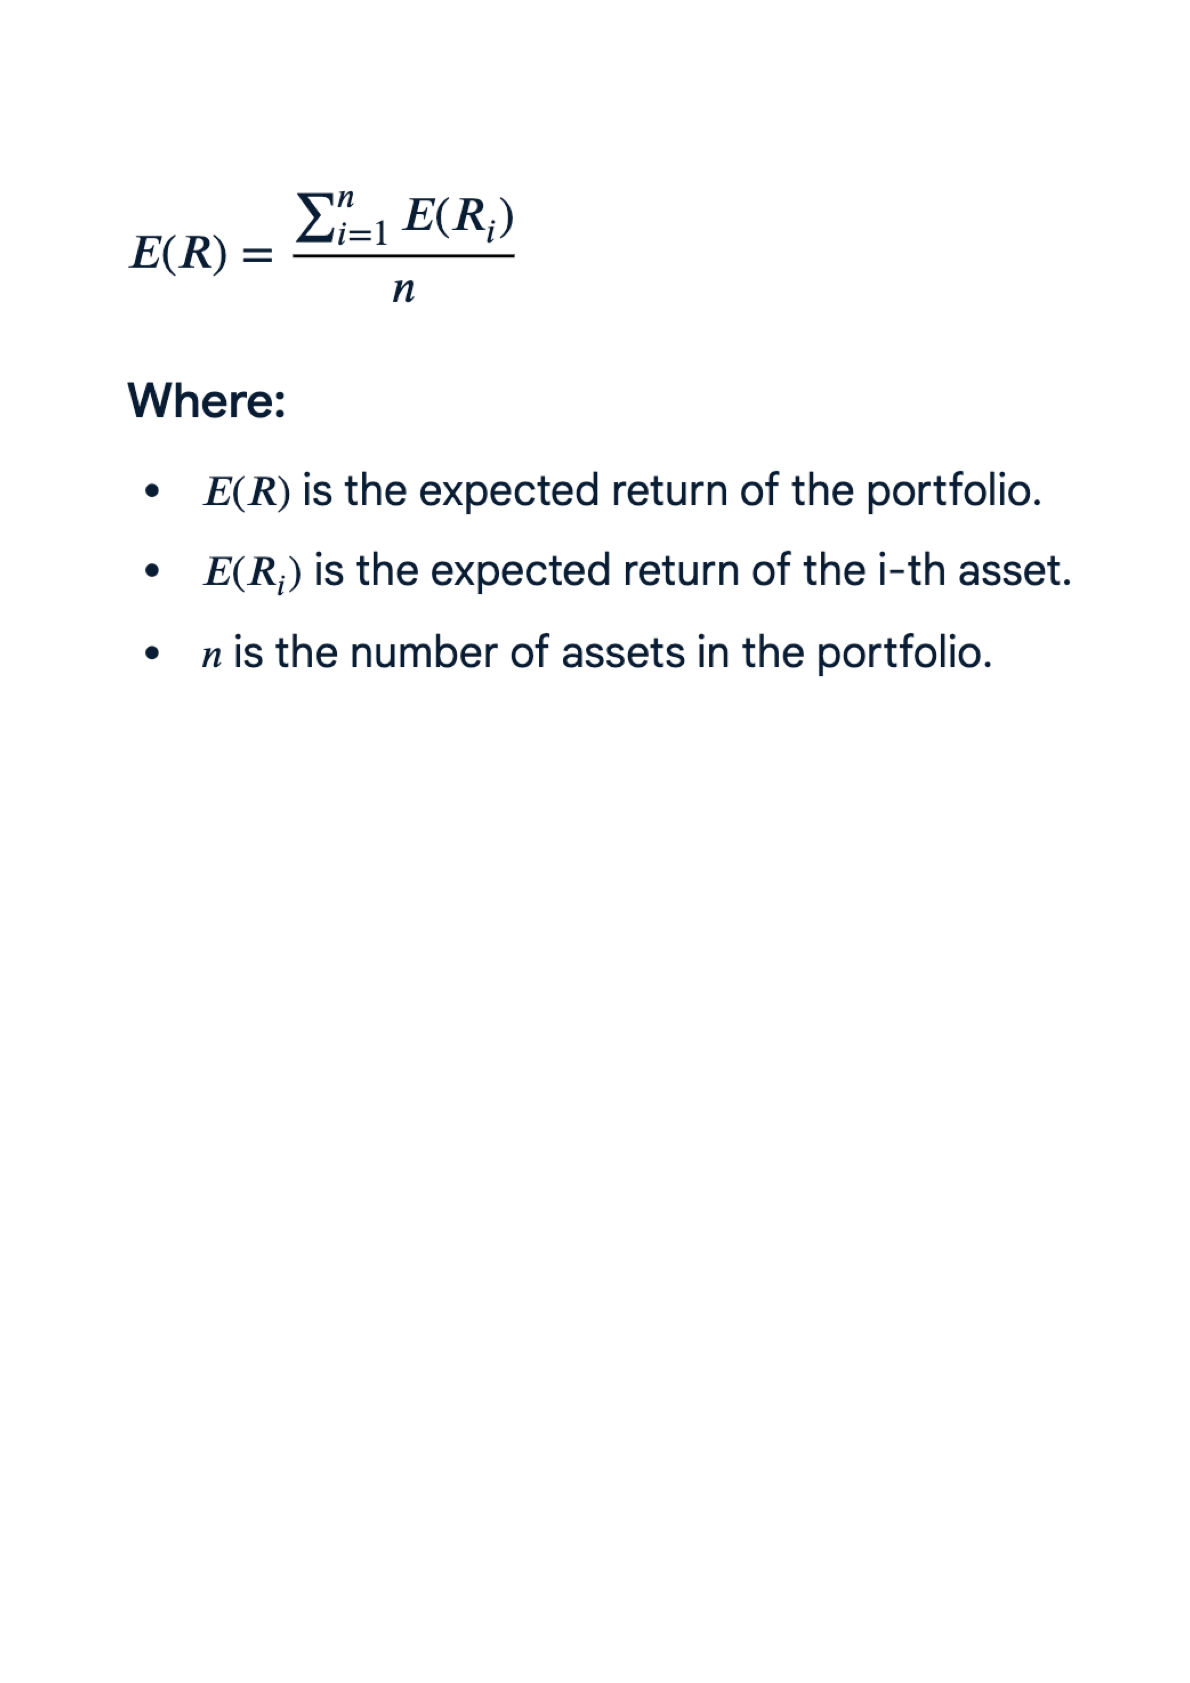 E(R) = \frac{\sum_{i=1}^{n} E(R_i)}{n}
Where:
• E(R) is the expected return of the portfolio.
• E(R_i) is the expected return of the i-th asset.
• n is the number of assets in the portfolio.